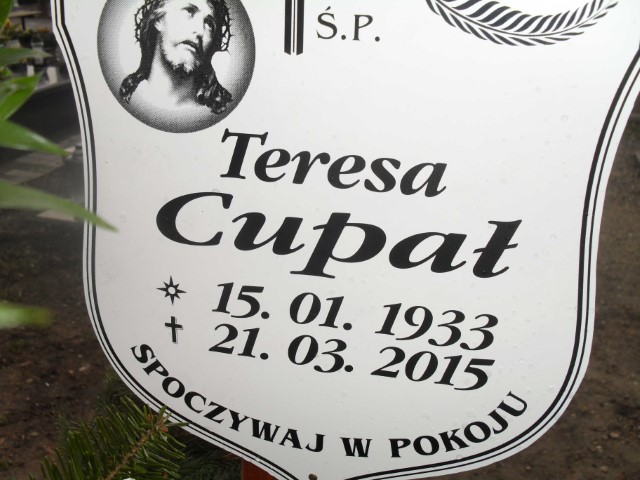 Ś.P.
Teresa
Cupał
15. 01. 1933
21. 03. 2015
SPOCZYWAJ W POKOJU